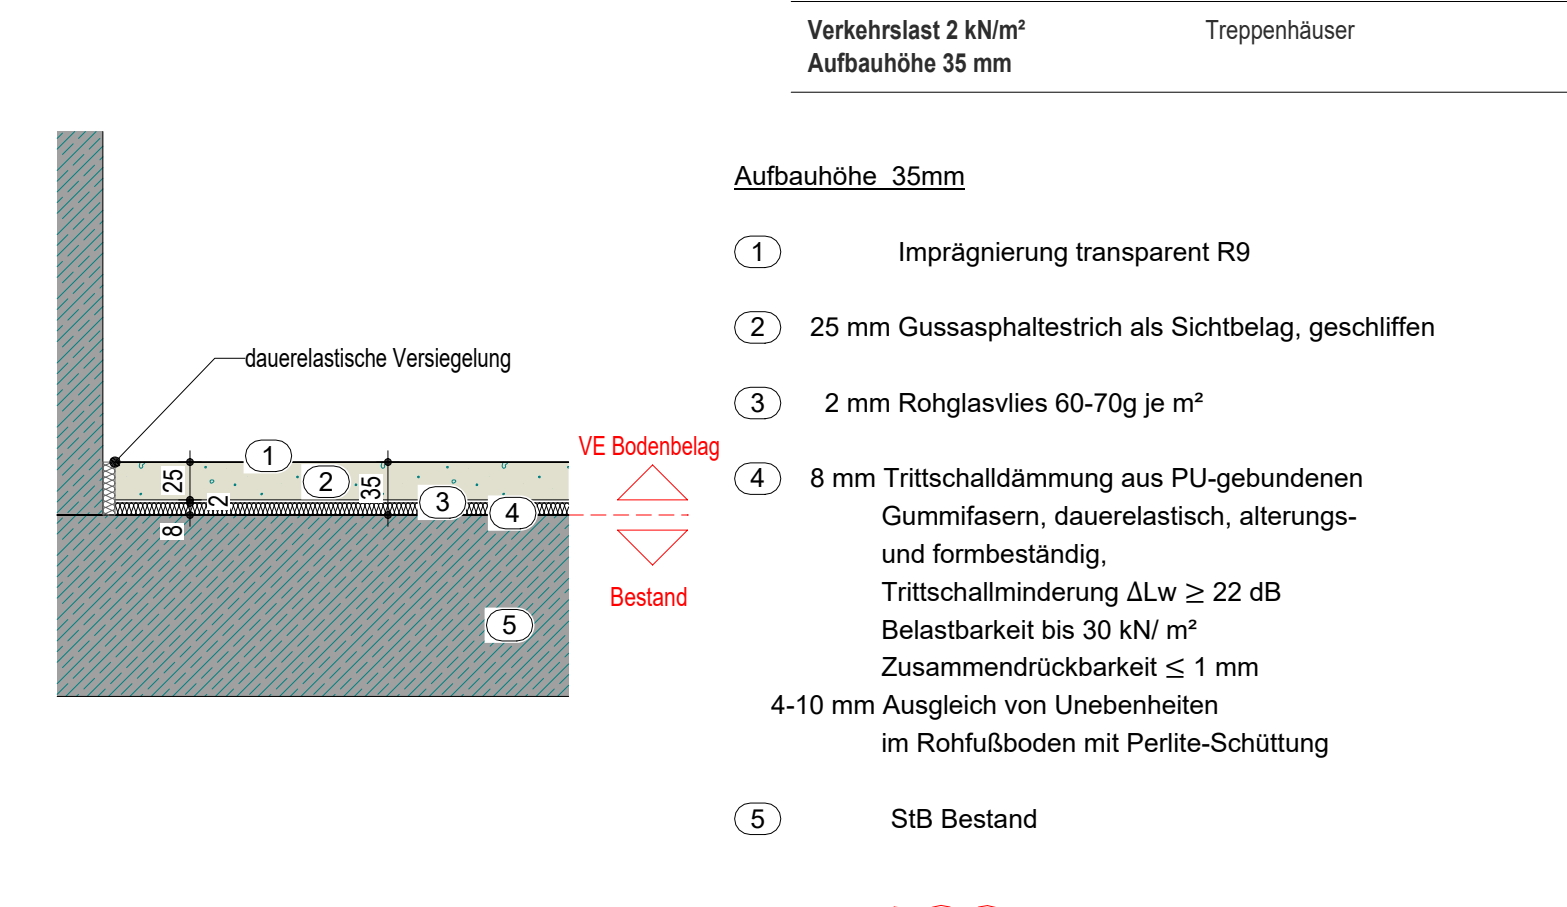 Verkehrslast 2 kN/m² Treppenhäuser
Aufbauhöhe 35 mm
Aufbauhöhe 35mm
1 Imprägnierung transparent R9
2 25 mm Gussasphaltestrich als Sichtbelag, geschliffen
3 2 mm Rohglasvlies 60-70g je m²
4 8 mm Trittschalldämmung aus PU-gebundenen
Gummifasern, dauerelastisch, alterungs-
und formbeständig,
Trittschallminderung ΔLw ≥ 22 dB
Belastbarkeit bis 30 kN/ m²
Zusammendrückbarkeit ≤ 1 mm
4-10 mm Ausgleich von Unebenheiten
im Rohfußboden mit Perlite-Schüttung
5 StB Bestand
dauerelastische Versiegelung
VE Bodenbelag
1
25
2
35
2
3
4
8
Bestand
5